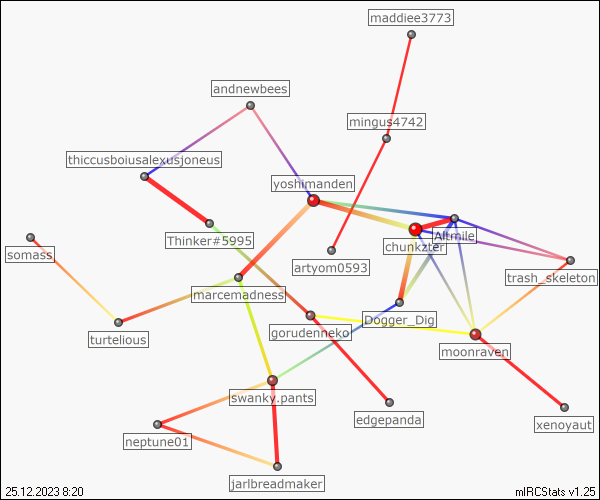 maddiee3773
andnewbees
mingus4742
thiccusboiusalexusjoneus
yoshimanden
Thinker#5995
Altmile
chunkzter
somass
artyom0593
trash_skeleton
marcemadness
Dogger_Dig
gorudenneko
turtelious
moonraven
swanky.pants
edgepanda
xenoyaut
neptune01
jarlbreadmaker
25.12.2023 8:20
mIRCStats v1.25